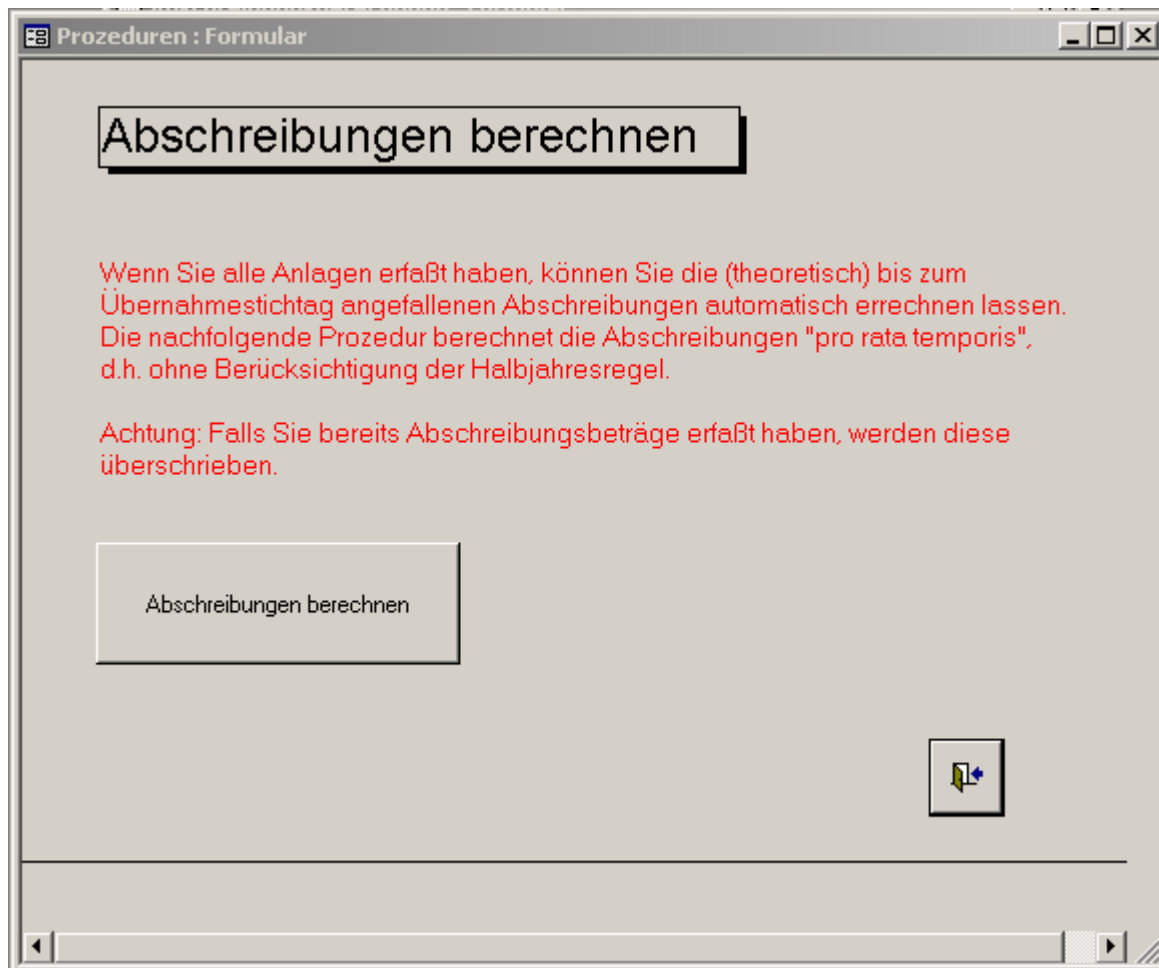 Prozeduren : Formular
Abschreibungen berechnen
Wenn Sie alle Anlagen erfaßt haben, können Sie die (theoretisch) bis zum
Übernahmestichtag angefallenen Abschreibungen automatisch errechnen lassen.
Die nachfolgende Prozedur berechnet die Abschreibungen "pro rata temporis",
d.h. ohne Berücksichtigung der Halbjahresregel.
Achtung: Falls Sie bereits Abschreibungsbeträge erfaßt haben, werden diese
überschrieben.
Abschreibungen berechnen